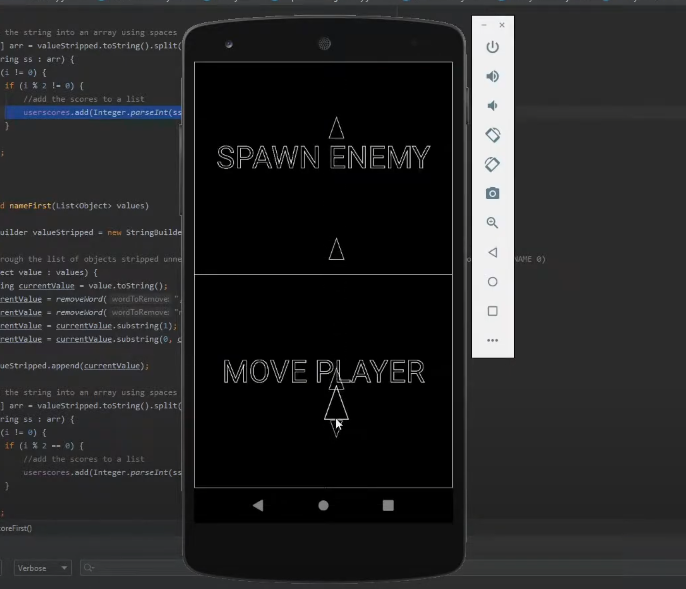 the string into an array using spaces
] arr = valueStripped.toString().split(
ring ss : arr) {
(i != 0) {
if (i % 2 != 0) {
//add the scores to a list
userscores.add(Integer.parseInt(ss
}
;
SPAWN ENEMY
d nameFirst(List<Object> values)
uilder valueStripped = new StringBuilde
rough the list of objects stripped unne
NAME 0)
ect value : values) {
ing currentValue = value.toString();
rentValue = removeWord( wordToRemove: ",
rentValue = removeWord( wordToRemove: "n
rentValue = currentValue.substring(1);
rentValue = currentValue.substring(0, c
ueStripped.append(currentValue);
MOVE PLAYER
the string into an array using spaces
] arr = valueStripped.toString().split(
ring ss : arr) {
(i != 0) {
if (i % 2 == 0) {
//add the scores to a list
userscores.add(Integer.parseInt(ss
}
;
oreFirst()
Verbose